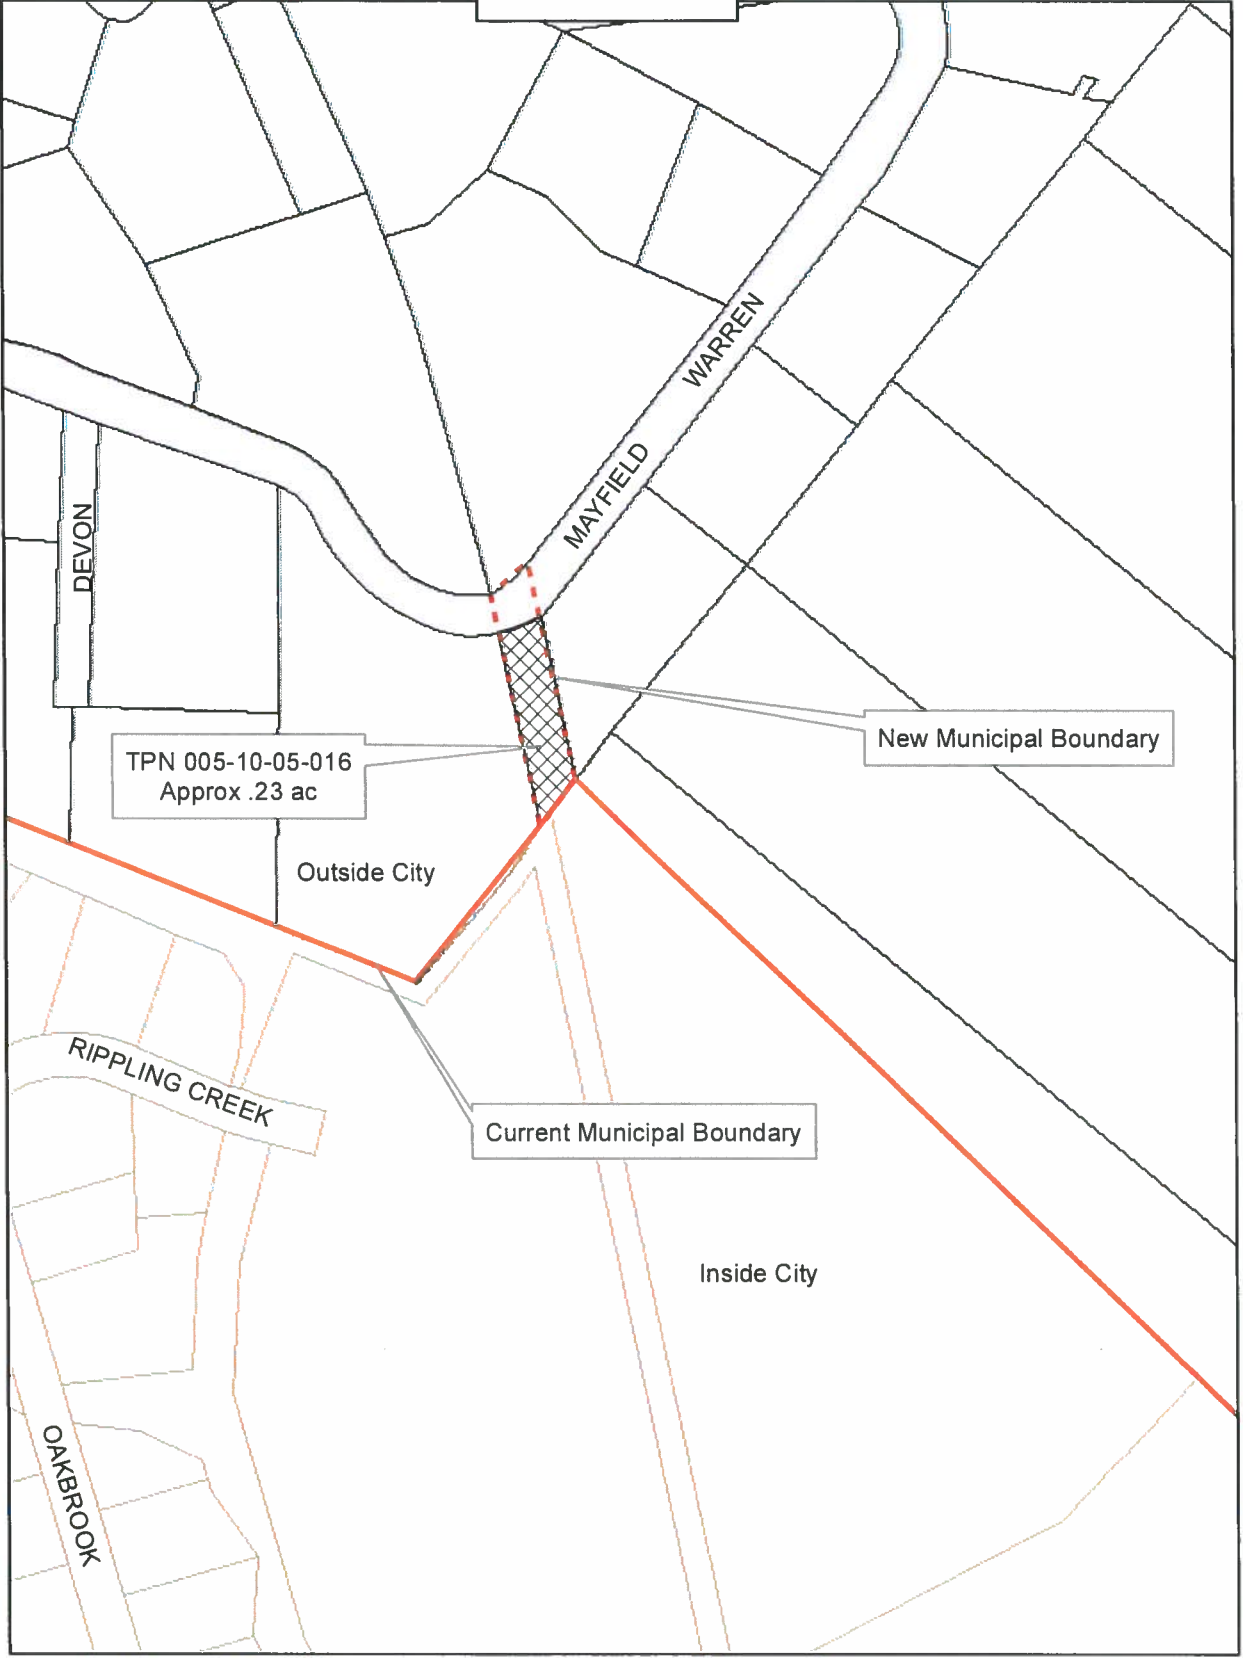 WARREN
MAYFIELD
DEVON
New Municipal Boundary
TPN 005-10-05-016
Approx .23 ac
Outside City
RIPPLING CREEK
Current Municipal Boundary
Inside City
OAKBROOK